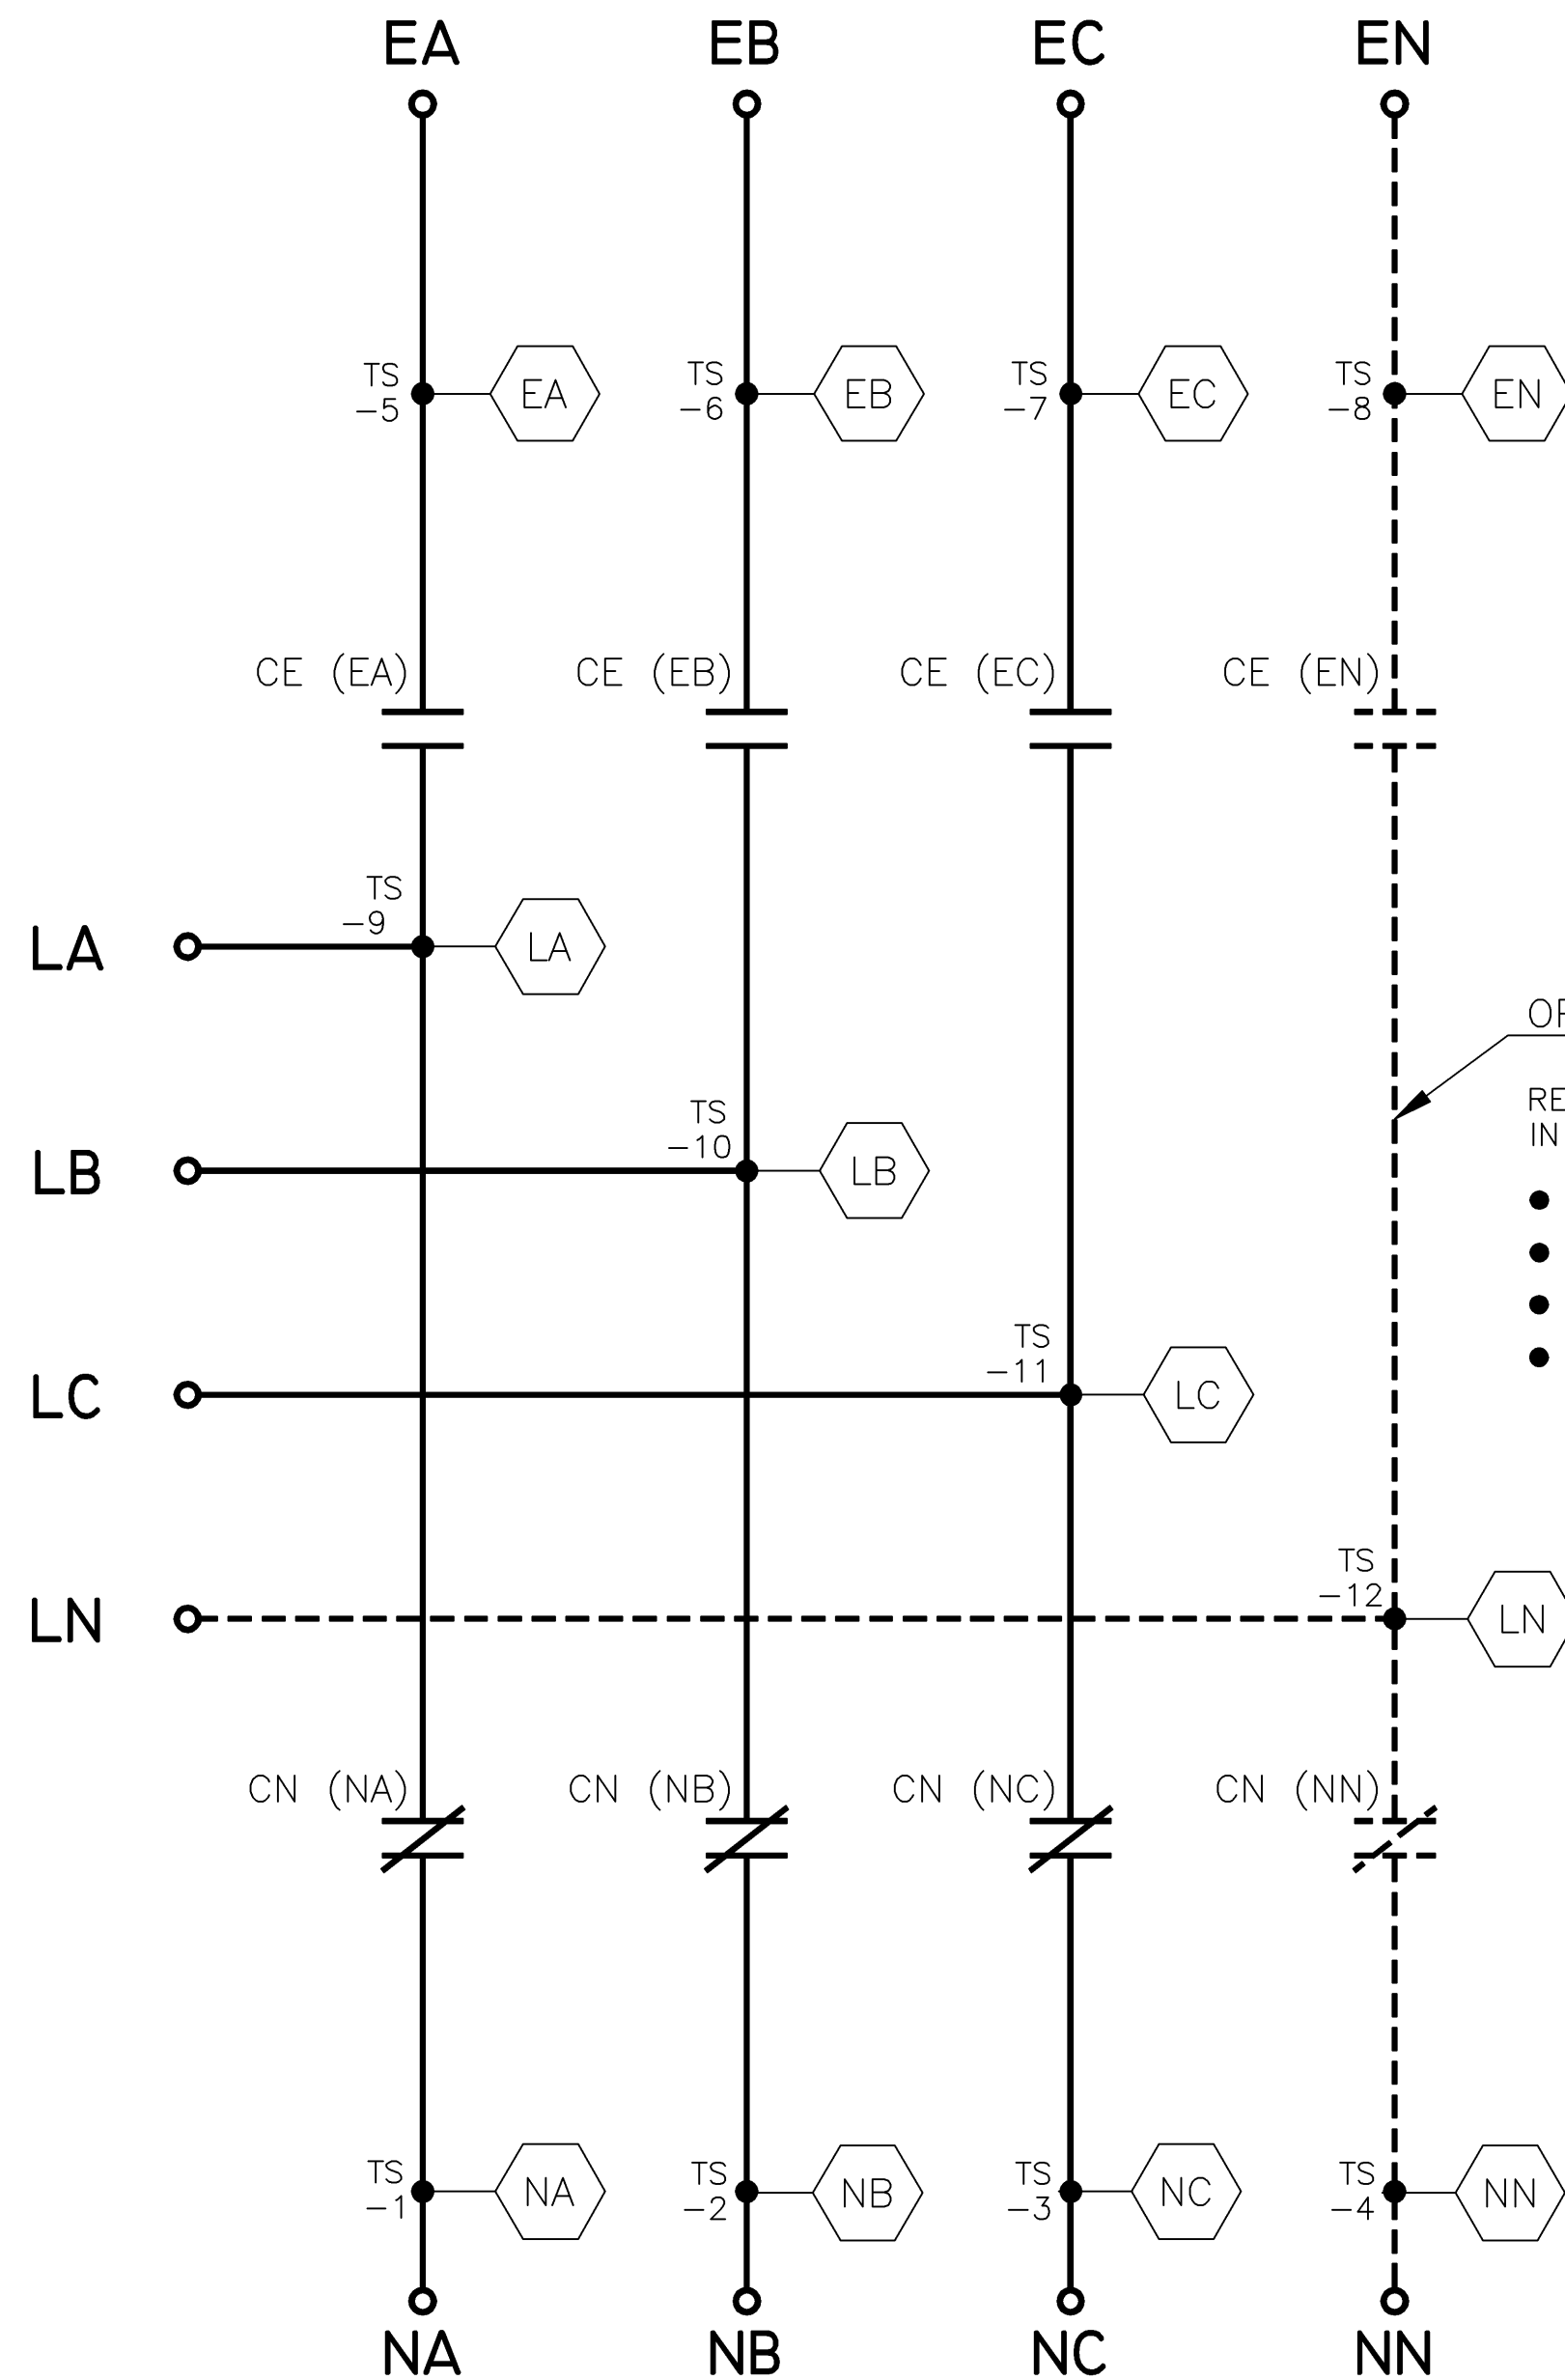 EA EB EC EN
TS TS TS TS
-5 -6 -7 -8
EA EB EC EN
CE (EA) CE (EB) CE (EC) CE (EN)
TS
-9
LA LA
TS
-10
LB LB
TS
-11
LC LC
TS
-12
LN LN
CN (NA) CN (NB) CN (NC) CN (NN)
TS TS TS TS
-1 -2 -3 -4
NA NB NC NN
NA NB NC NN